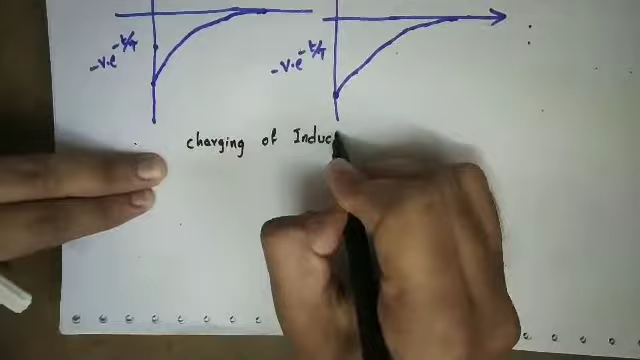 -V·e^-t/τ -V·e^-t/τ
charging of Induc